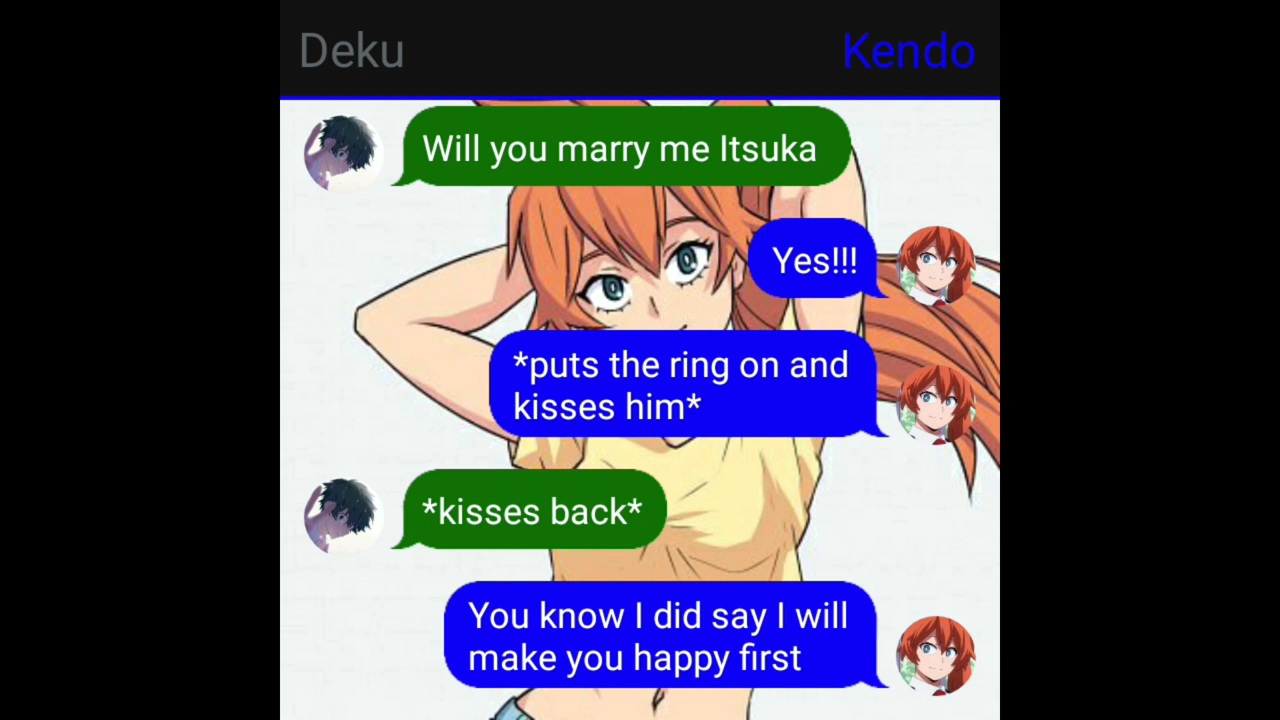 Deku
Kendo
Will you marry me Itsuka
Yes!!!
*puts the ring on and
kisses him*
*kisses back*
You know I did say I will
make you happy first